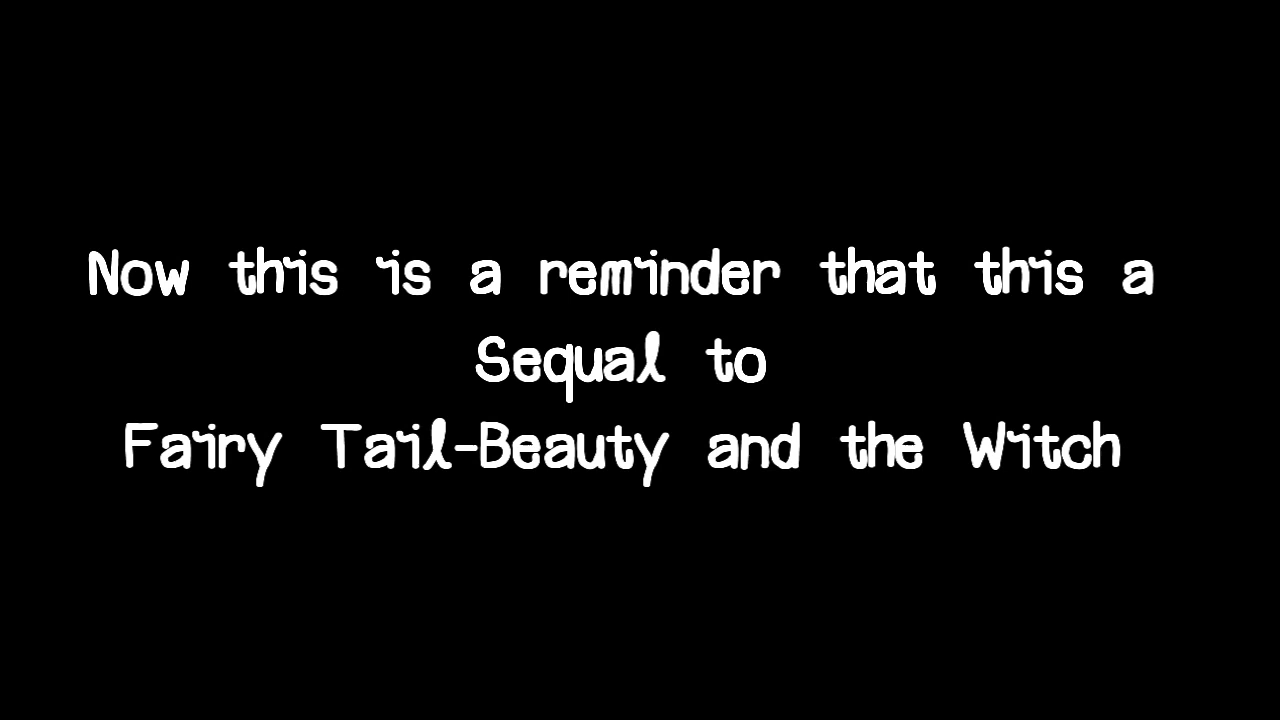 Now this is a reminder that this a
Sequal to
Fairy Tail-Beauty and the Witch